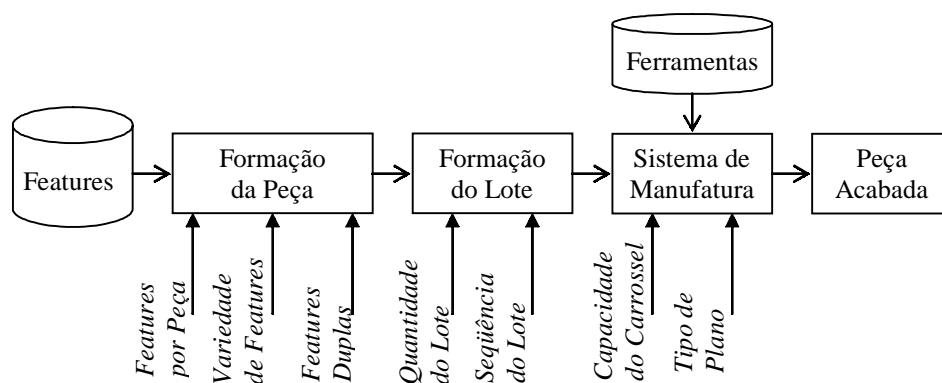 Ferramentas
Features
Formação
da Peça
Formação
do Lote
Sistema de
Manufatura
Peça
Acabada
Features
por Peça
Variedade
de Features
Features
Duplas
Quantidade
do Lote
Seqüência
do Lote
Capacidade
do Carrossel
Tipo de
Plano